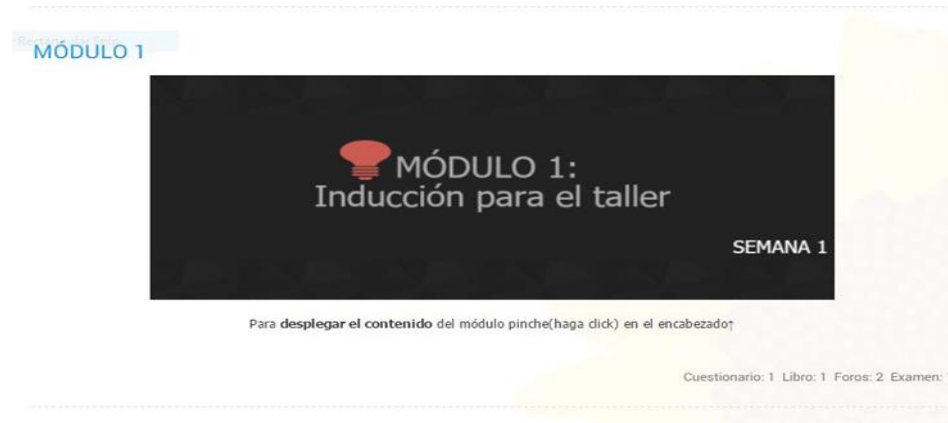 MÓDULO 1
MÓDULO 1:
Inducción para el taller
SEMANA 1
Para desplegar el contenido del módulo pinche(haga click) en el encabezado↑
Cuestionario: 1 Libro: 1 Foros: 2 Examen: